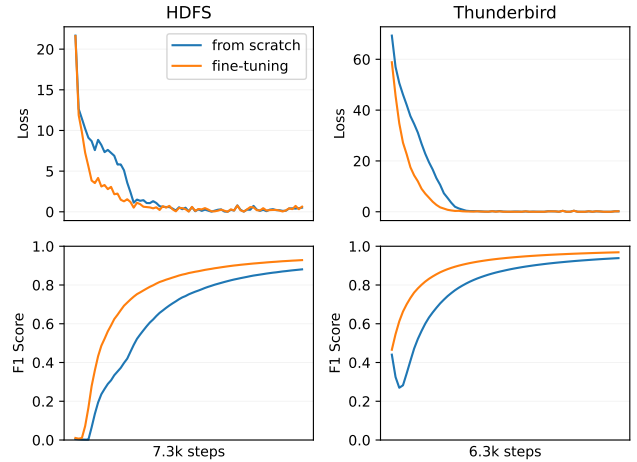 HDFS
Thunderbird
20
15
10
5
0
Loss
from scratch
fine-tuning
60
40
20
0
Loss
1.0
0.8
0.6
0.4
0.2
0.0
F1 Score
7.3k steps
1.0
0.8
0.6
0.4
0.2
0.0
F1 Score
6.3k steps